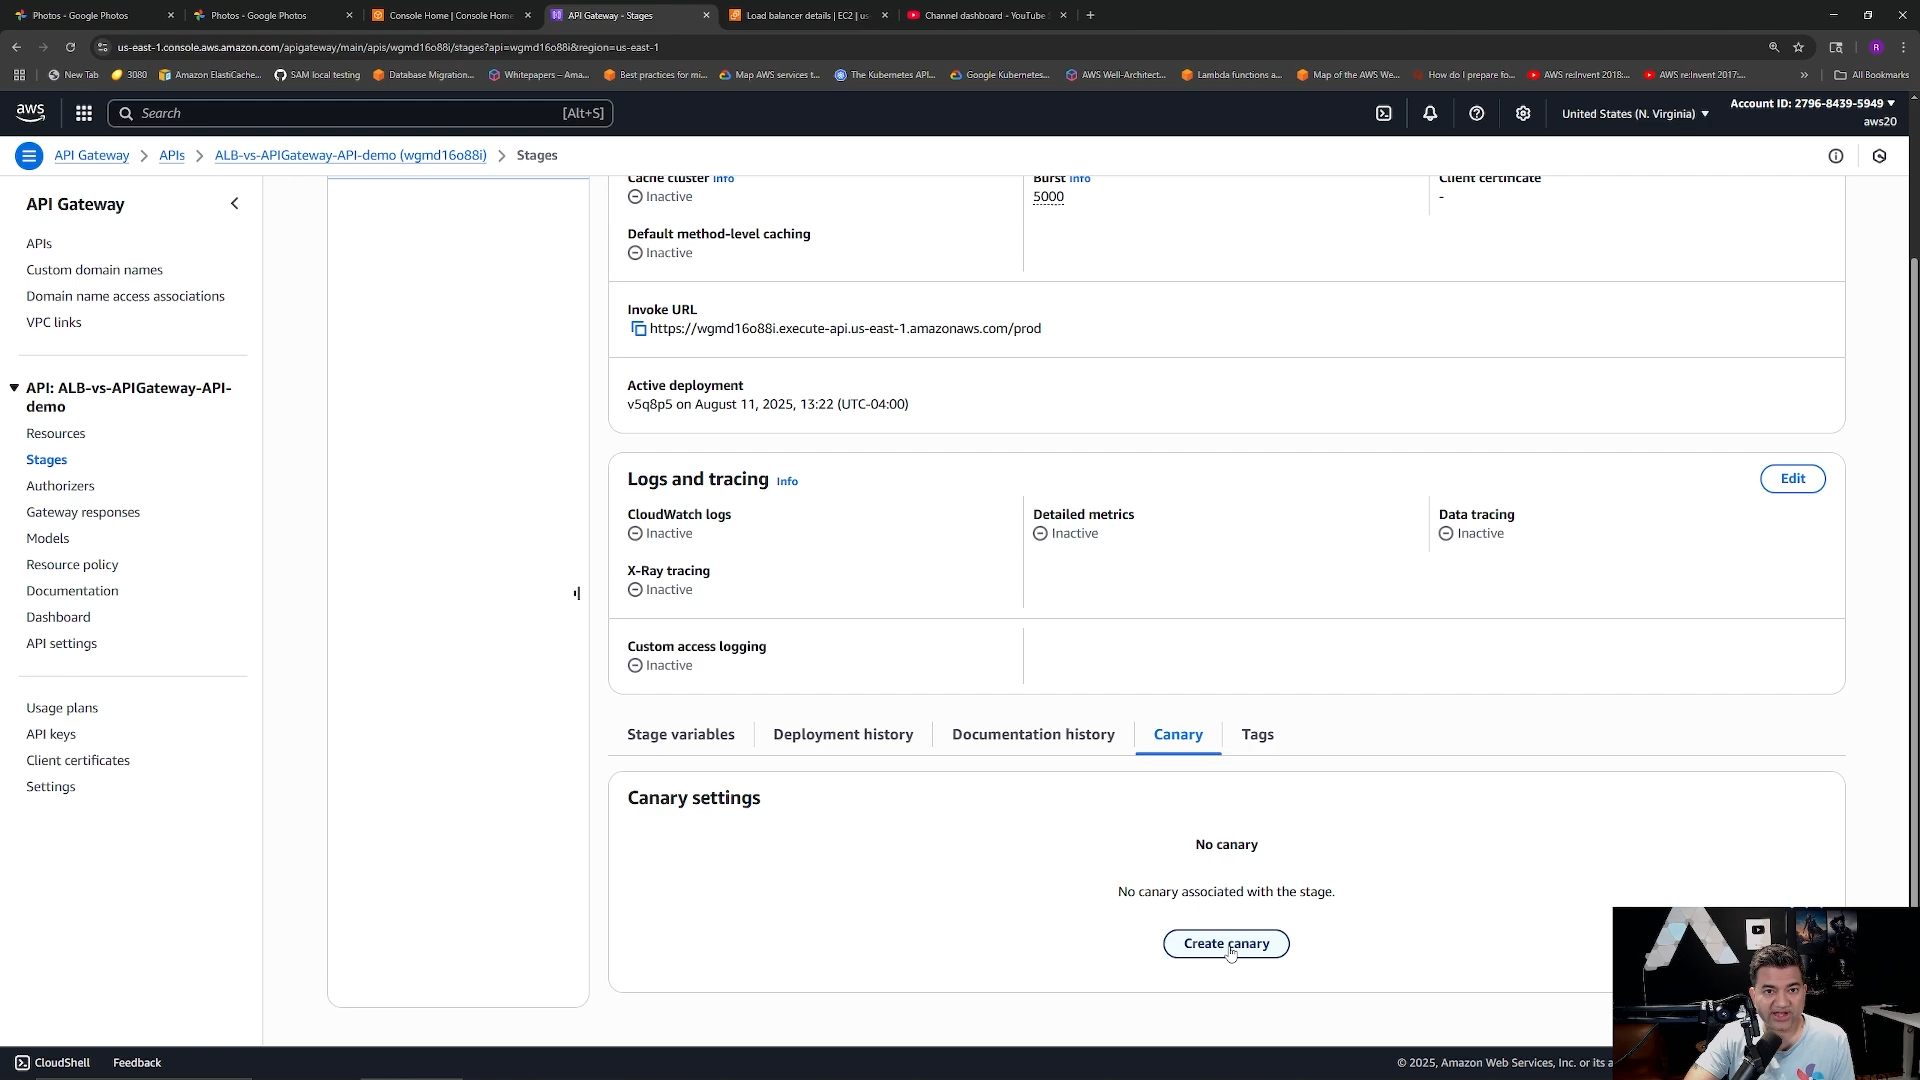 Photos - Google Photos
Photos - Google Photos
Console Home | Console Home
API Gateway - Stages
Load balancer details | EC2 | us-
Channel dashboard - YouTube
us-east-1.console.aws.amazon.com/apigateway/main/apis/wgmd16o88i/stages?api=wgmd16o88i&region=us-east-1
R
New Tab
3080
Amazon ElastiCache...
SAM local testing
Database Migration...
Whitepapers – Ama...
Best practices for mi...
Map AWS services t...
The Kubernetes API...
Google Kubernetes...
AWS Well-Architect...
Lambda functions a...
Map of the AWS We...
How do I prepare fo...
AWS re:Invent 2018:...
AWS re:Invent 2017:...
All Bookmarks
aws
Search
[Alt+S]
United States (N. Virginia)
Account ID: 2796-8439-5949
aws20
API Gateway
APIs
ALB-vs-APIGateway-API-demo (wgmd16o88i)
Stages
API Gateway
APIs
Custom domain names
Domain name access associations
VPC links
API: ALB-vs-APIGateway-API-
demo
Resources
Stages
Authorizers
Gateway responses
Models
Resource policy
Documentation
Dashboard
API settings
Usage plans
API keys
Client certificates
Settings
Cache cluster Info
Inactive
Burst Info
5000
Client certificate
-
Default method-level caching
Inactive
Invoke URL
https://wgmd16o88i.execute-api.us-east-1.amazonaws.com/prod
Active deployment
v5q8p5 on August 11, 2025, 13:22 (UTC-04:00)
Logs and tracing Info
Edit
CloudWatch logs
Inactive
Detailed metrics
Inactive
Data tracing
Inactive
X-Ray tracing
Inactive
Custom access logging
Inactive
Stage variables
Deployment history
Documentation history
Canary
Tags
Canary settings
No canary
No canary associated with the stage.
Create canary
CloudShell
Feedback
© 2025, Amazon Web Services, Inc. or its a